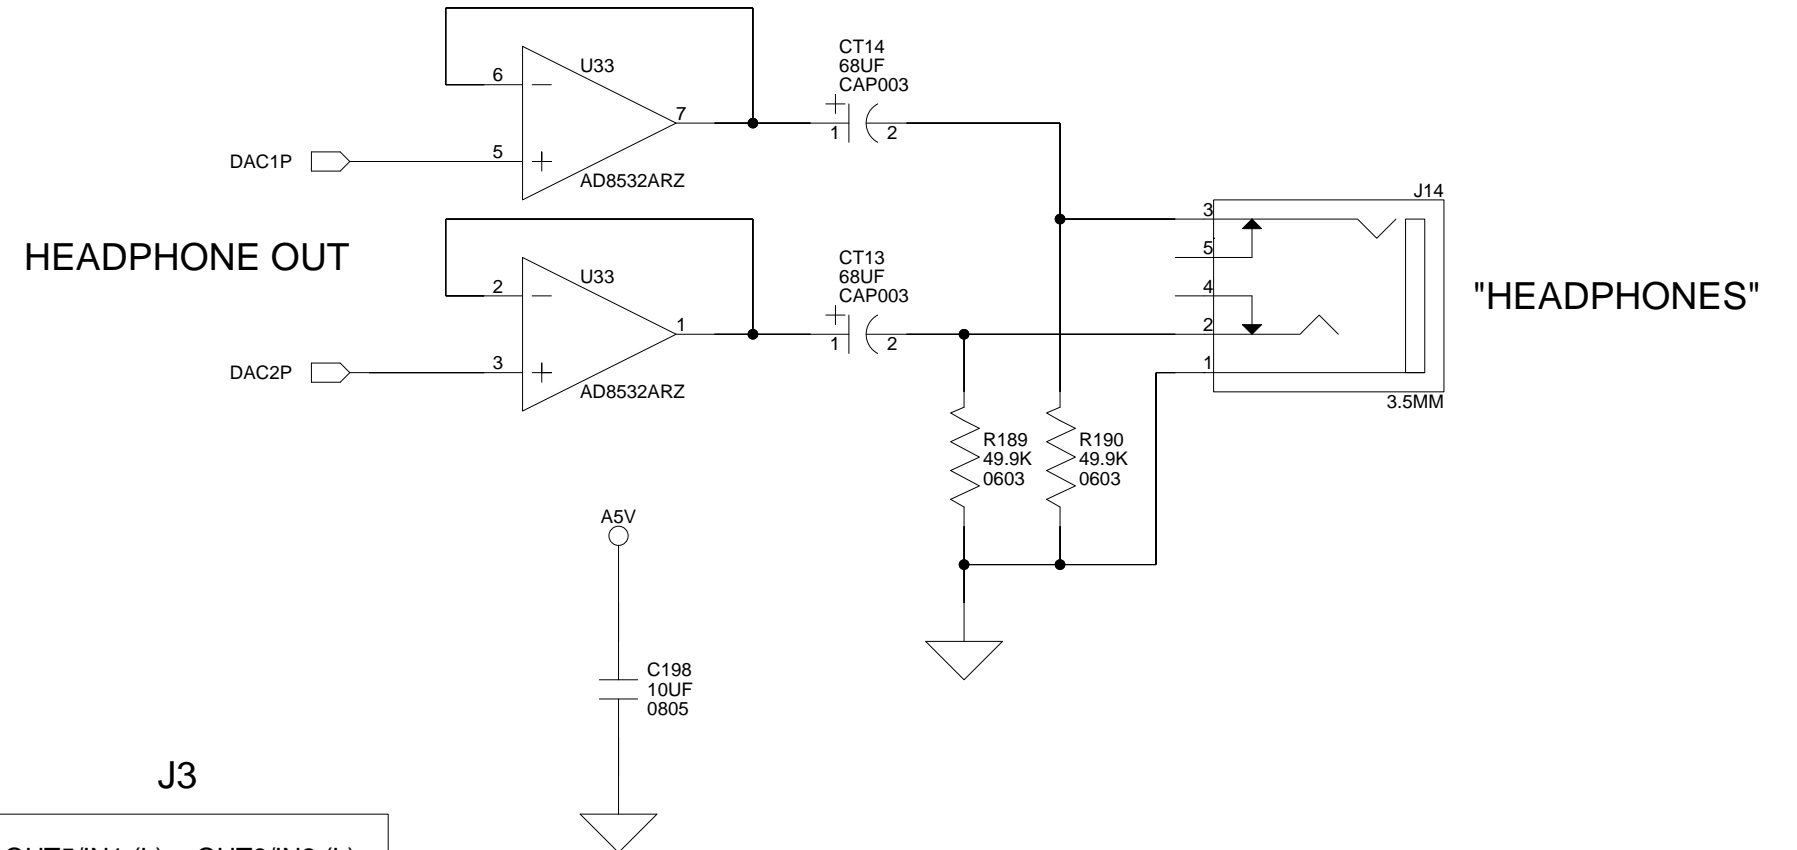 CT14
68UF
CAP003
U33
6
−
7
+
1
2
DAC1P
5
+
AD8532ARZ
J14
3
HEADPHONE OUT
5
"HEADPHONES"
4
2
1
3.5MM
CT13
68UF
CAP003
U33
2
−
1
+
1
2
DAC2P
3
+
AD8532ARZ
R189
49.9K
0603
R190
49.9K
0603
A5V
C198
10UF
0805
J3